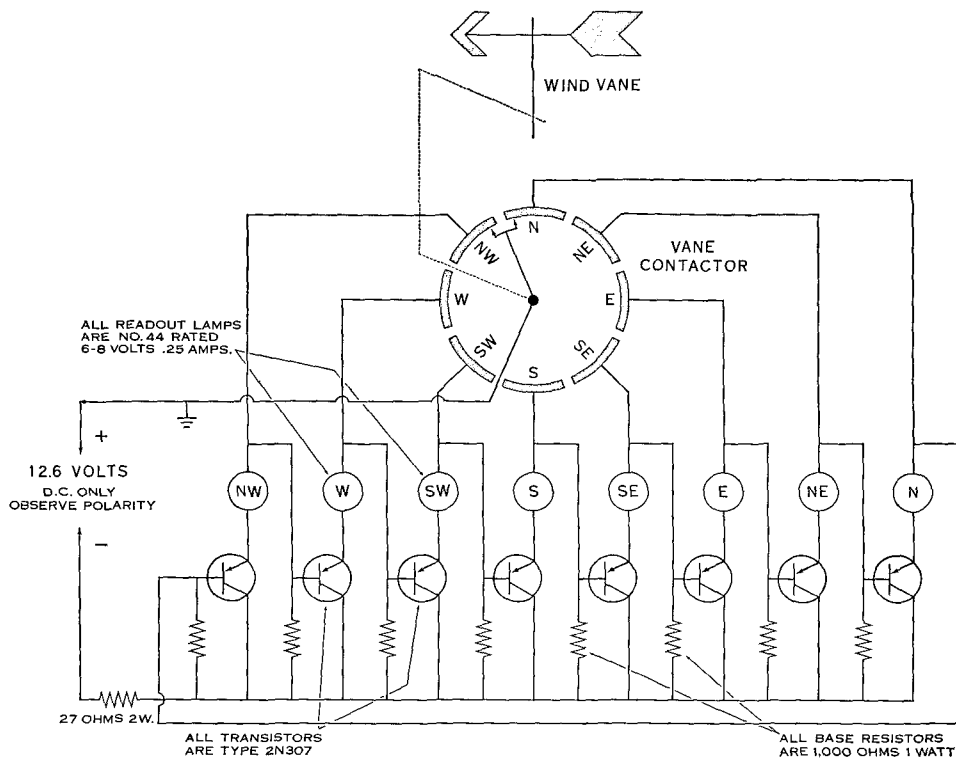 WIND VANE
N
NE
NW
VANE
CONTACTOR
W
E
SW
SE
S
ALL READOUT LAMPS
ARE NO. 44 RATED
6-8 VOLTS .25 AMPS.
+
12.6 VOLTS
D.C. ONLY
OBSERVE POLARITY
−
NW
W
SW
S
SE
E
NE
N
27 OHMS 2W.
ALL TRANSISTORS
ARE TYPE 2N307
ALL BASE RESISTORS
ARE 1,000 OHMS 1 WATT